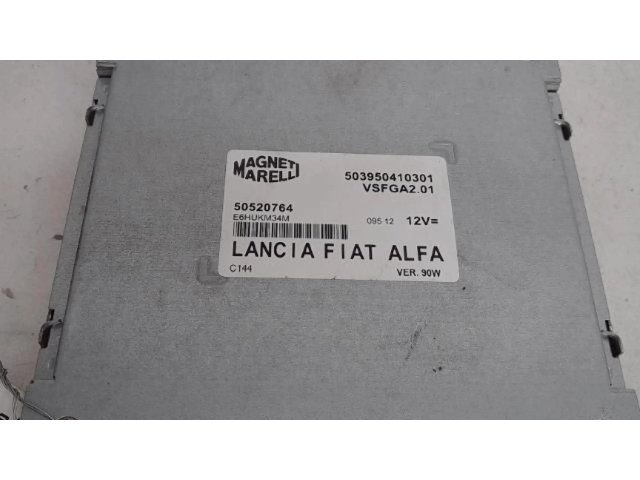 MAGNETI
MARELLI
503950410301
VSFGA2.01
50520764
E6HUKM34M
095 12 12V=
LANCIA FIAT ALFA
C144 VER. 90W